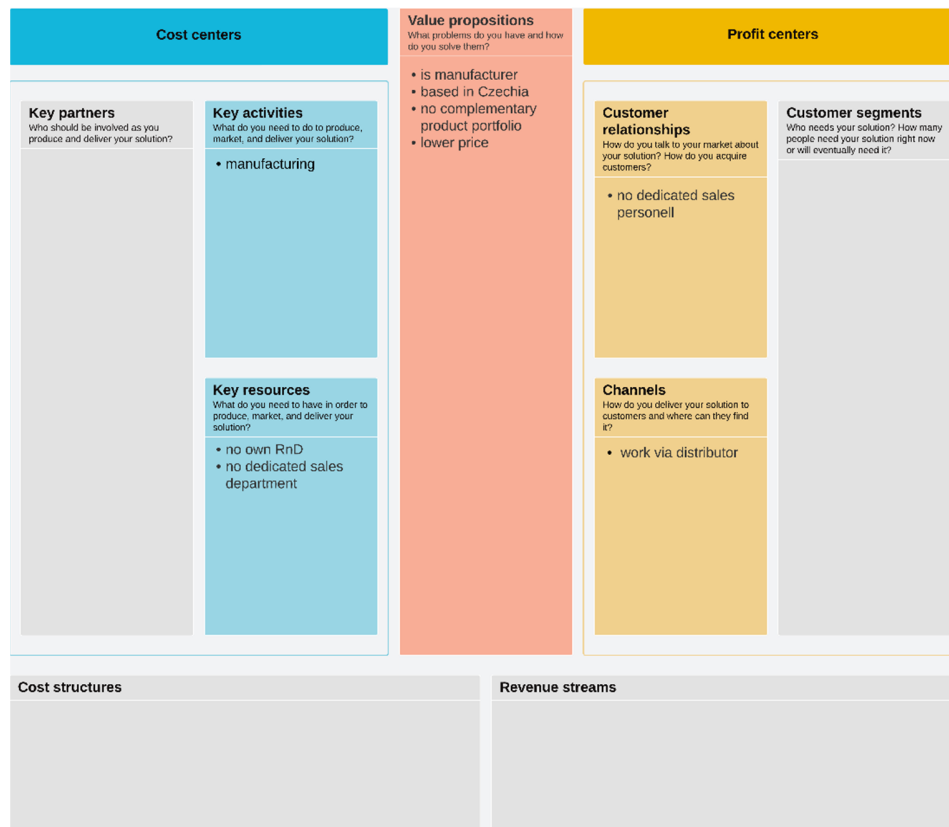 Cost centers
Value propositions
What problems do you have and how
do you solve them?
Profit centers
• is manufacturer
• based in Czechia
• no complementary
product portfolio
• lower price
Key partners
Who should be involved as you
produce and deliver your solution?
Key activities
What do you need to do to produce,
market, and deliver your solution?
• manufacturing
Key resources
What do you need to have in order to
produce, market, and deliver your
solution?
• no own RnD
• no dedicated sales
department
Customer
relationships
How do you talk to your market about
your solution? How do you acquire
customers?
• no dedicated sales
personell
Channels
How do you deliver your solution to
customers and where can they find
it?
• work via distributor
Customer segments
Who needs your solution? How many
people need your solution right now
or will eventually need it?
Cost structures
Revenue streams